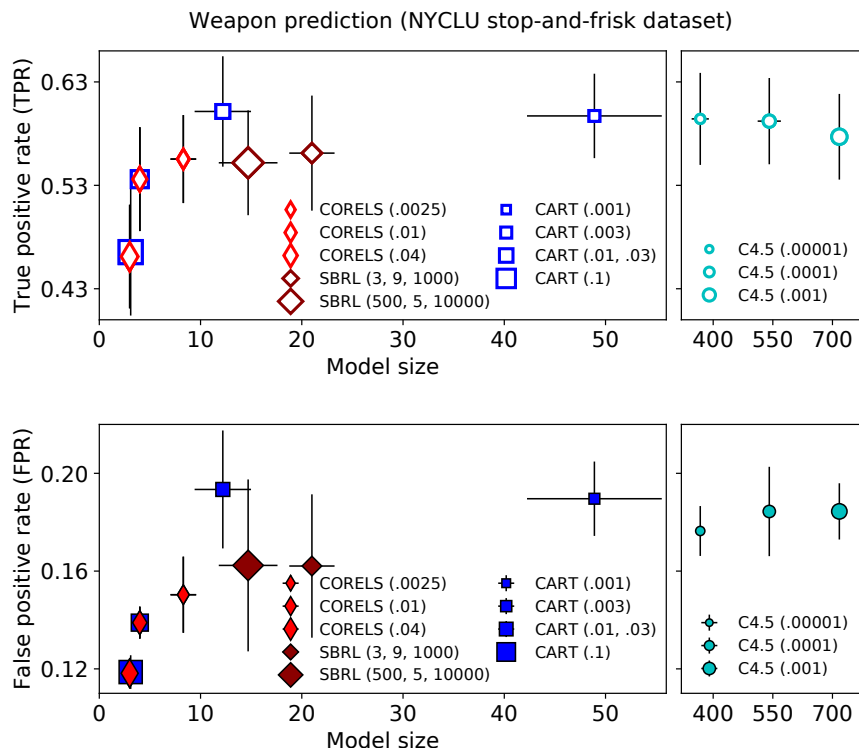 Weapon prediction (NYCLU stop-and-frisk dataset)
True positive rate (TPR)
0.63
0.53
0.43
CORELS (.0025)
CORELS (.01)
CORELS (.04)
SBRL (3, 9, 1000)
SBRL (500, 5, 10000)
CART (.001)
CART (.003)
CART (.01, .03)
CART (.1)
C4.5 (.00001)
C4.5 (.0001)
C4.5 (.001)
0 10 20 30 40 50
400 550 700
Model size
False positive rate (FPR)
0.20
0.16
0.12
CORELS (.0025)
CORELS (.01)
CORELS (.04)
SBRL (3, 9, 1000)
SBRL (500, 5, 10000)
CART (.001)
CART (.003)
CART (.01, .03)
CART (.1)
C4.5 (.00001)
C4.5 (.0001)
C4.5 (.001)
0 10 20 30 40 50
400 550 700
Model size